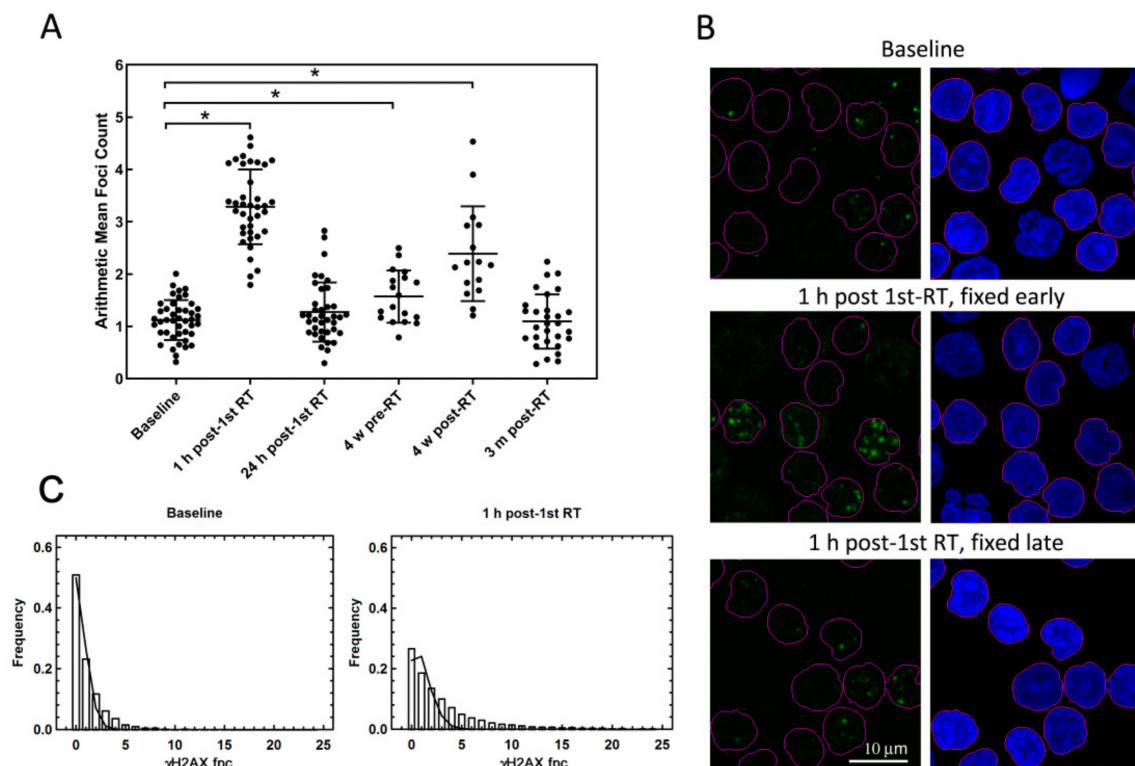 A
Arithmetic Mean Foci Count
6
5
4
3
2
1
0
*
*
*
Baseline
1 h post-1st RT
24 h post-1st RT
4 w pre-RT
4 w post-RT
3 m post-RT
B
Baseline
1 h post 1st-RT, fixed early
1 h post-1st RT, fixed late
10 µm
C
Baseline
Frequency
0.6
0.4
0.2
0.0
0 5 10 15 20 25
γH2AX fpc
1 h post-1st RT
Frequency
0.6
0.4
0.2
0.0
0 5 10 15 20 25
γH2AX fpc